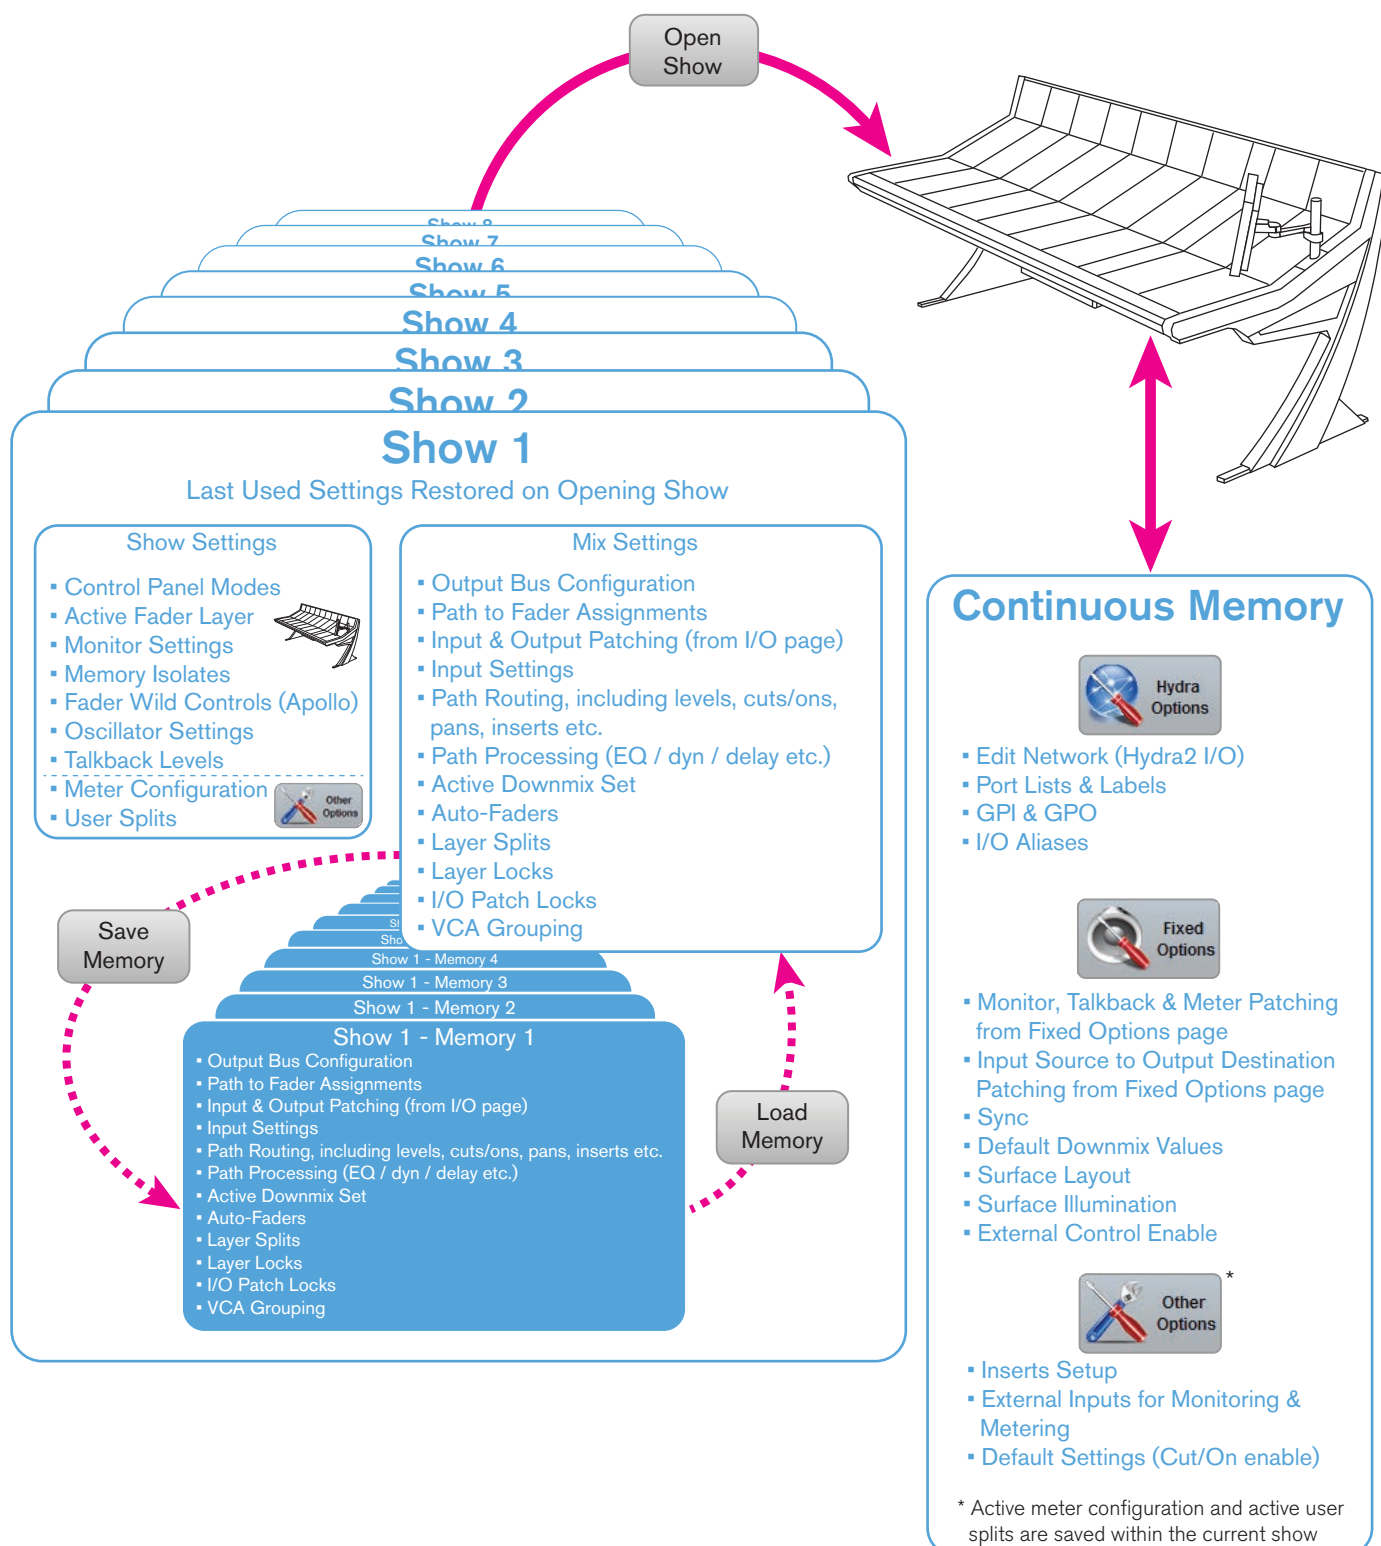 Open
Show
Show 8
Show 7
Show 6
Show 5
Show 4
Show 3
Show 2
Show 1
Last Used Settings Restored on Opening Show
Show Settings
▪ Control Panel Modes
▪ Active Fader Layer
▪ Monitor Settings
▪ Memory Isolates
▪ Fader Wild Controls (Apollo)
▪ Oscillator Settings
▪ Talkback Levels
▪ Meter Configuration
▪ User Splits
Other
Options
Mix Settings
▪ Output Bus Configuration
▪ Path to Fader Assignments
▪ Input & Output Patching (from I/O page)
▪ Input Settings
▪ Path Routing, including levels, cuts/ons,
pans, inserts etc.
▪ Path Processing (EQ / dyn / delay etc.)
▪ Active Downmix Set
▪ Auto-Faders
▪ Layer Splits
▪ Layer Locks
▪ I/O Patch Locks
▪ VCA Grouping
Save
Memory
Sh
Sho
Show 1 - Memory 4
Show 1 - Memory 3
Show 1 - Memory 2
Show 1 - Memory 1
▪ Output Bus Configuration
▪ Path to Fader Assignments
▪ Input & Output Patching (from I/O page)
▪ Input Settings
▪ Path Routing, including levels, cuts/ons, pans, inserts etc.
▪ Path Processing (EQ / dyn / delay etc.)
▪ Active Downmix Set
▪ Auto-Faders
▪ Layer Splits
▪ Layer Locks
▪ I/O Patch Locks
▪ VCA Grouping
Load
Memory
Continuous Memory
Hydra
Options
▪ Edit Network (Hydra2 I/O)
▪ Port Lists & Labels
▪ GPI & GPO
▪ I/O Aliases
Fixed
Options
▪ Monitor, Talkback & Meter Patching
from Fixed Options page
▪ Input Source to Output Destination
Patching from Fixed Options page
▪ Sync
▪ Default Downmix Values
▪ Surface Layout
▪ Surface Illumination
▪ External Control Enable
Other
Options
*
▪ Inserts Setup
▪ External Inputs for Monitoring &
Metering
▪ Default Settings (Cut/On enable)
* Active meter configuration and active user
splits are saved within the current show